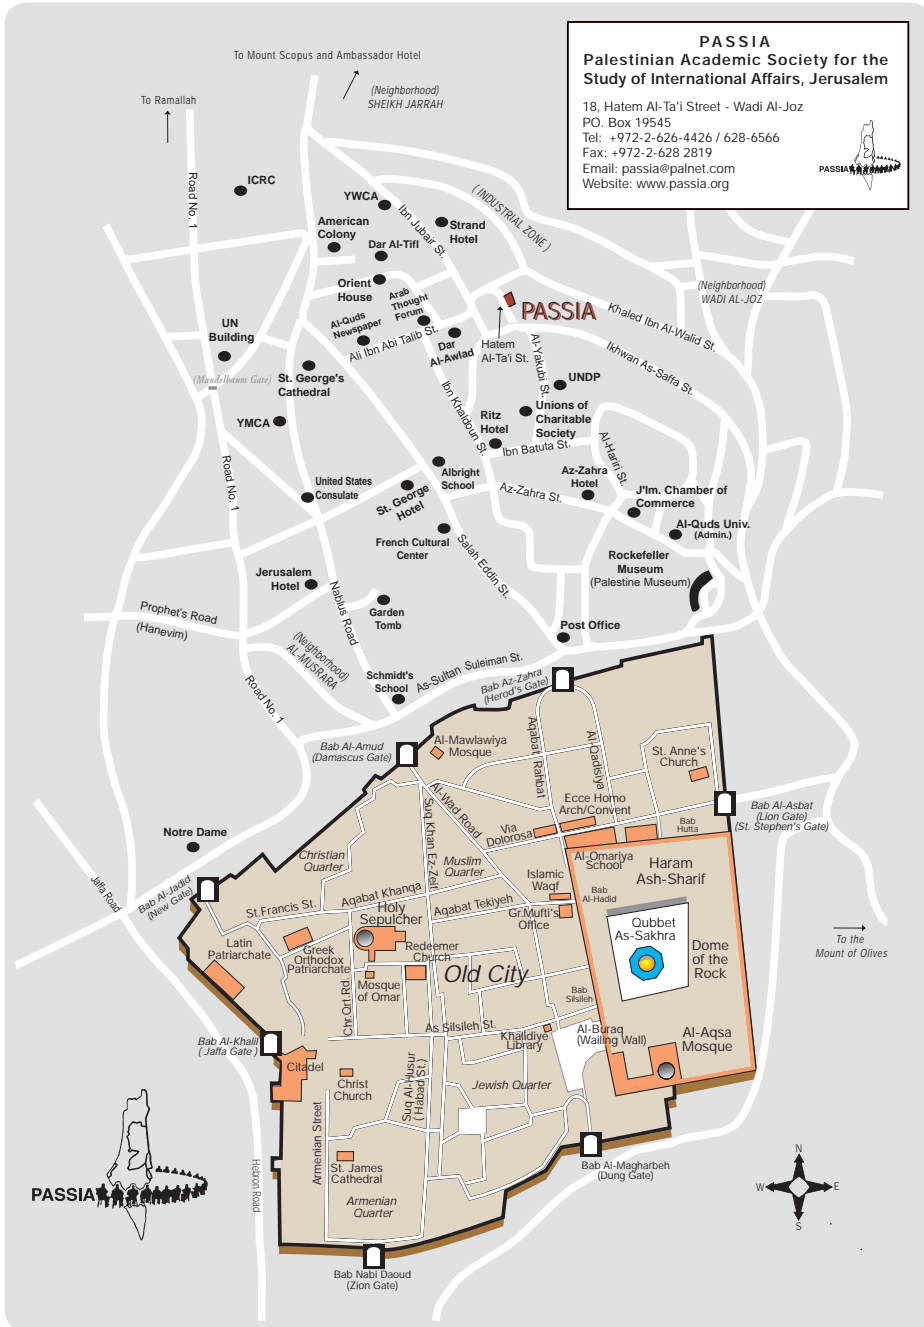 PASSIA
Palestinian Academic Society for the
Study of International Affairs, Jerusalem
18, Hatem Al-Ta'i Street - Wadi Al-Joz
PO. Box 19545
Tel: +972-2-626-4426 / 628-6566
Fax: +972-2-628 2819
Email: passia@palnet.com
Website: www.passia.org
PASSIA
To Mount Scopus and Ambassador Hotel
(Neighborhood)
SHEIKH JARRAH
To Ramallah
Road No. 1
ICRC
YWCA
Ibn Jubair St.
Strand
Hotel
( INDUSTRIAL ZONE )
American
Colony
Dar Al-Tifl
Orient
House
Arab
Thought
Forum
Al-Quds
Newspaper
Ali Ibn Abi Talib St.
Dar
Al-Awlad
PASSIA
Hatem
Al-Ta'i St.
(Neighborhood)
WADI AL-JOZ
Khaled Ibn Al-Walid St.
Ikhwan As-Saffa St.
UN
Building
(Mandelbaum Gate)
St. George's
Cathedral
Al-Yakubi St.
UNDP
Unions of
Charitable
Society
YMCA
Ibn Khaldoun St.
Ritz
Hotel
Ibn Batuta St.
Al-Hariri St.
Road No. 1
United States
Consulate
St. George
Hotel
Albright
School
Az-Zahra St.
Az-Zahra
Hotel
J'lm. Chamber of
Commerce
Al-Quds Univ.
(Admin.)
French Cultural
Center
Salah Eddin St.
Rockefeller
Museum
(Palestine Museum)
Jerusalem
Hotel
Nablus Road
Garden
Tomb
Prophet's Road
(Hanevim)
(Neighborhood)
AL-MUSRARA
Post Office
Schmidt's
School
As-Sultan Suleiman St.
Road No. 1
Bab Az-Zahra
(Herod's Gate)
Bab Al-Amud
(Damascus Gate)
Al-Mawlawiya
Mosque
Aqabat Rahbat
Al-Qadisiya
St. Anne's
Church
Al-Wad Road
Suq Khan Ez-Zeit
Ecce Homo
Arch/Convent
Via
Dolorosa
Bab
Hutta
Bab Al-Asbat
(Lion Gate)
(St. Stephen's Gate)
Notre Dame
Jaffa Road
Bab Al-Jadid
(New Gate)
Christian
Quarter
Muslim
Quarter
Al-Omariya
School
Haram
Ash-Sharif
Islamic
Waqf
Bab
Al-Hadid
St.Francis St.
Aqabat Khanqa
Aqabat Tekiyeh
Gr.Mufti's
Office
Holy
Sepulcher
Qubbet
As-Sakhra
Latin
Patriarchate
Greek
Orthodox
Patriarchate
Redeemer
Church
Mosque
of Omar
Old City
Dome
of the
Rock
To the
Mount of Olives
Chr.Ort.Rd.
Bab
Silsileh
As Silsileh St.
Khalidiye
Library
Al-Buraq
(Wailing Wall)
Al-Aqsa
Mosque
Bab Al-Khalil
( Jaffa Gate )
Citadel
Christ
Church
Suq Al-Husur
( Habad St.)
Jewish Quarter
Armenian Street
St. James
Cathedral
Armenian
Quarter
Bab Al-Magharbeh
(Dung Gate)
Hebron Road
PASSIA
Bab Nabi Daoud
(Zion Gate)
N
W
E
S